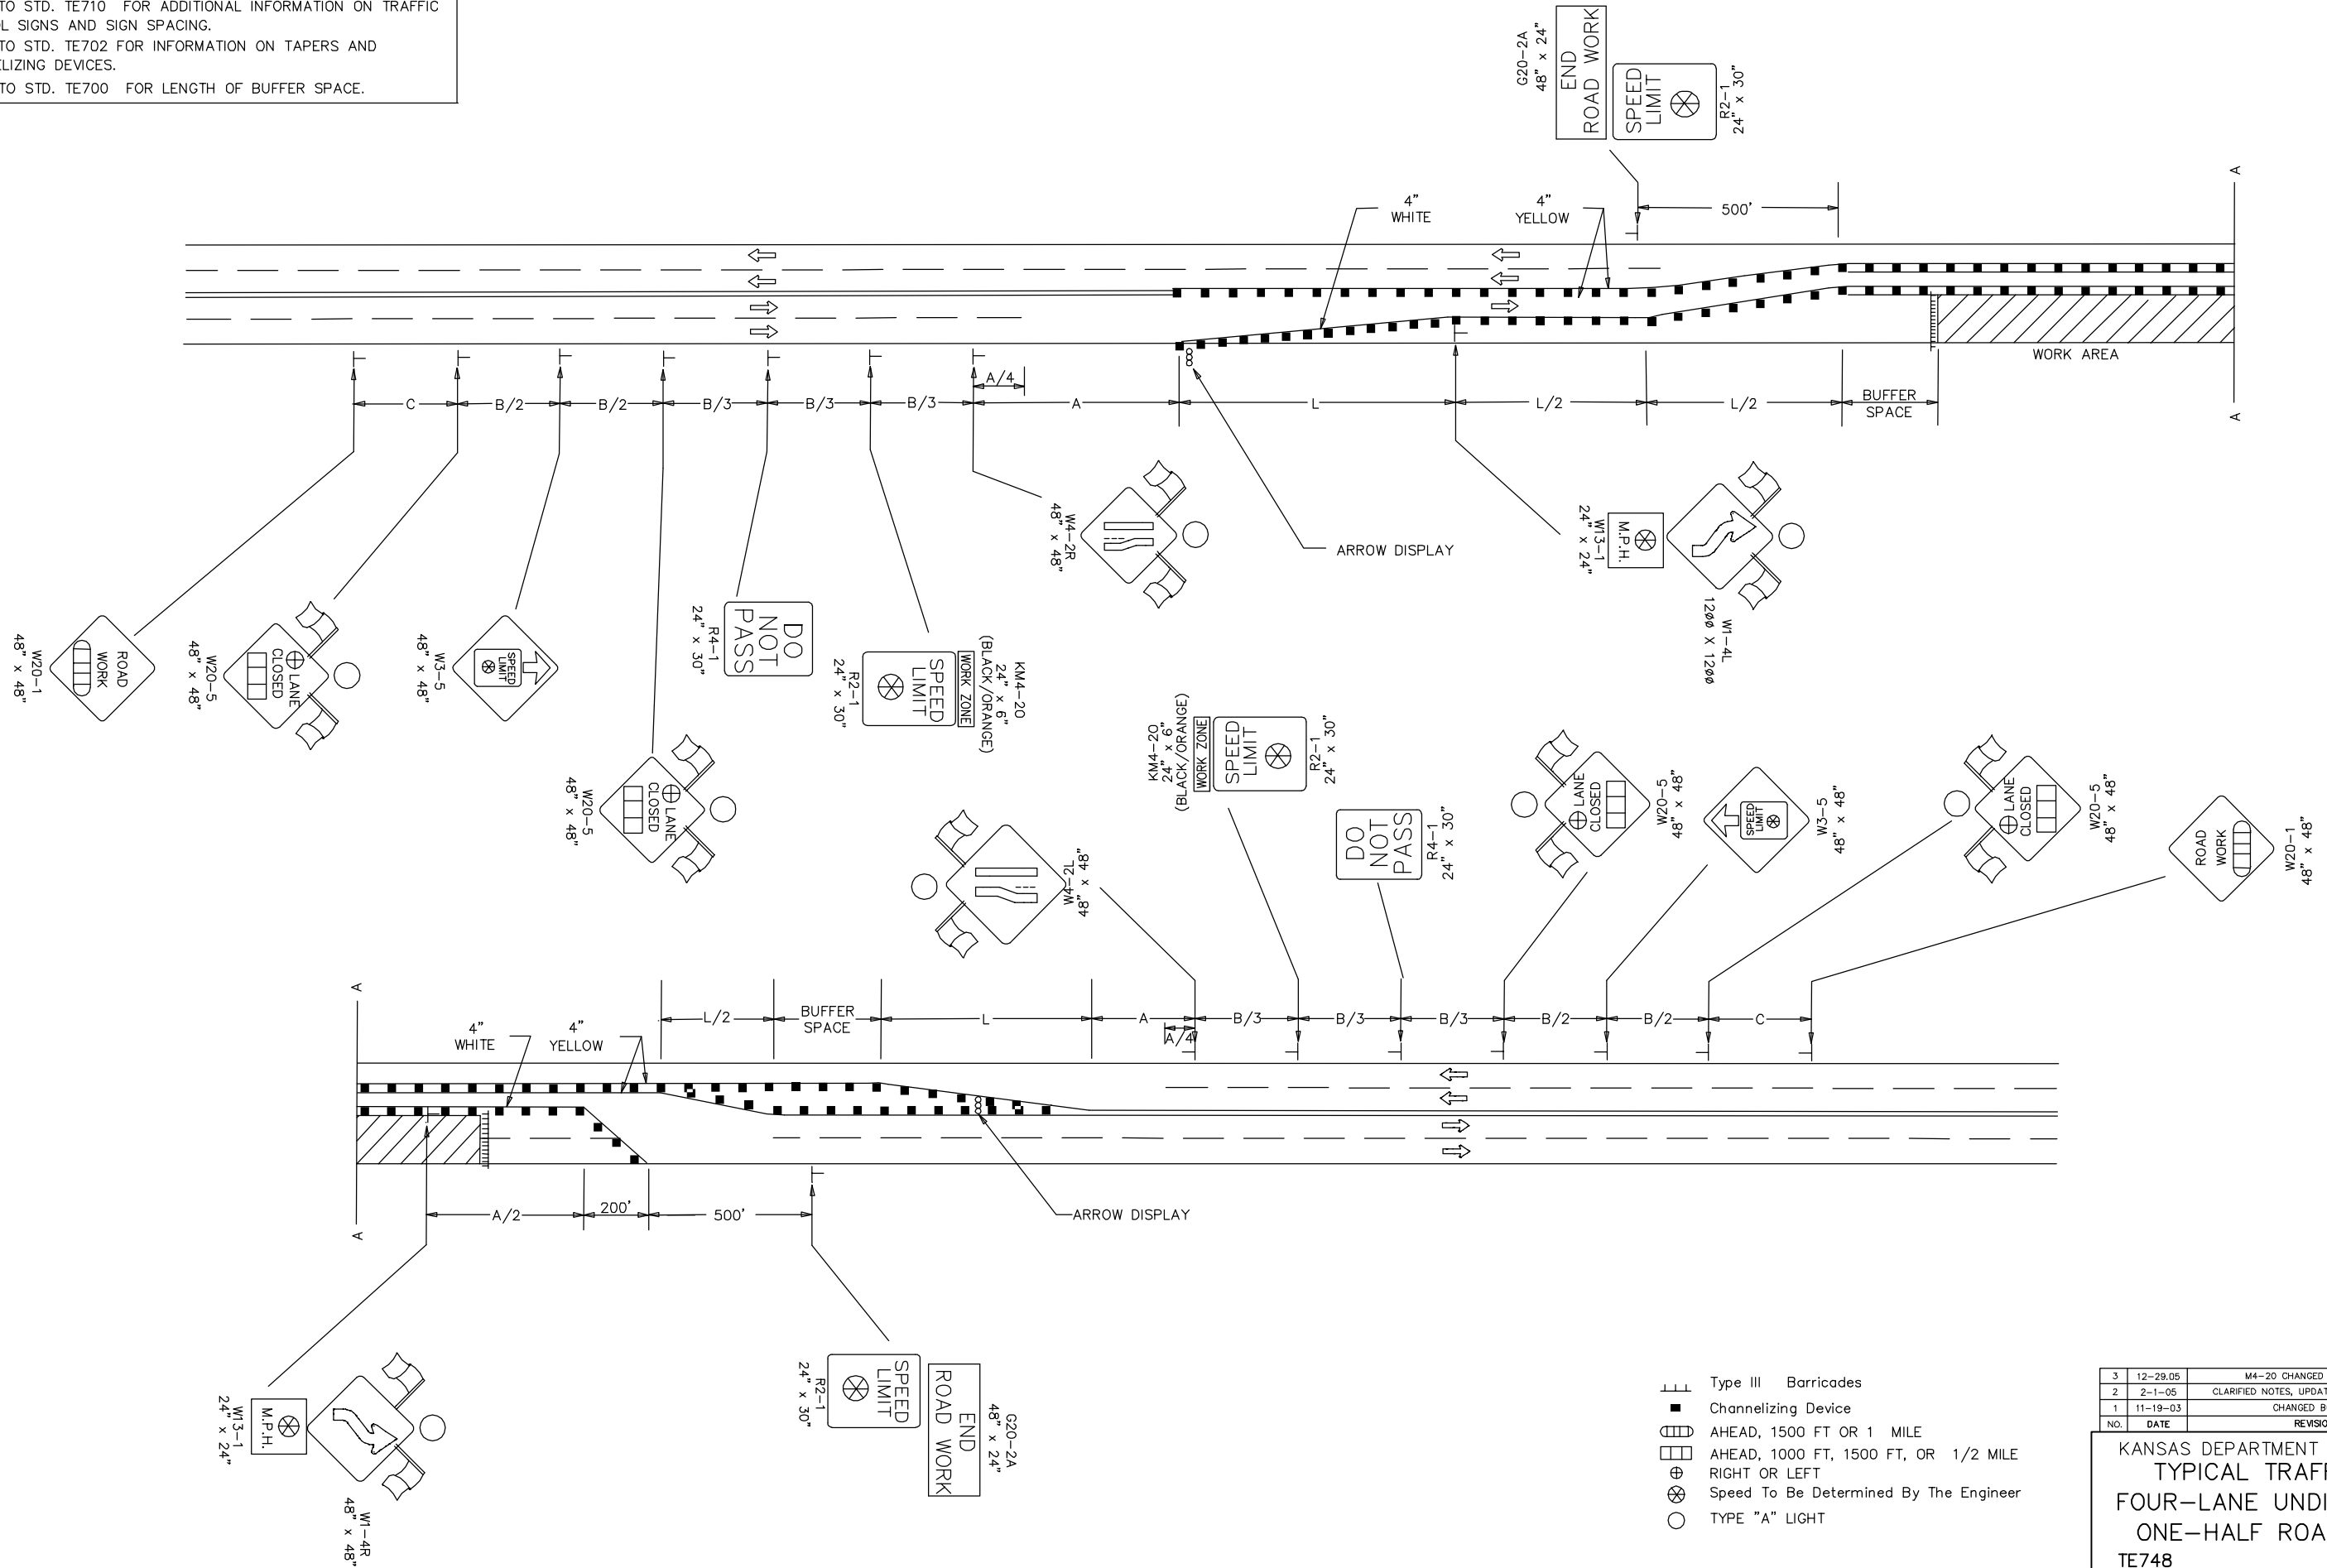 TO STD. TE710 FOR ADDITIONAL INFORMATION ON TRAFFIC
L SIGNS AND SIGN SPACING.
TO STD. TE702 FOR INFORMATION ON TAPERS AND
LIZING DEVICES.
TO STD. TE700 FOR LENGTH OF BUFFER SPACE.
G20-2A
48" x 24"
END
ROAD WORK
SPEED
LIMIT
R2-1
24" x 30"
4"
WHITE
4"
YELLOW
500'
A
WORK AREA
A
C
B/2
B/2
B/3
B/3
B/3
A/4
A
L
L/2
L/2
BUFFER
SPACE
ROAD
WORK
W20-1
48" x 48"
LANE
CLOSED
W20-5
48" x 48"
SPEED
LIMIT
W3-5
48" x 48"
LANE
CLOSED
W20-5
48" x 48"
DO
NOT
PASS
R4-1
24" x 30"
KM4-20
24" x 6"
(BLACK/ORANGE)
WORK ZONE
SPEED
LIMIT
R2-1
24" x 30"
W4-2R
48" x 48"
ARROW DISPLAY
M.P.H.
W13-1
24" x 24"
W1-4L
12ØØ X 12ØØ
W4-2L
48" x 48"
KM4-20
24" x 6"
(BLACK/ORANGE)
WORK ZONE
SPEED
LIMIT
R2-1
24" x 30"
DO
NOT
PASS
R4-1
24" x 30"
LANE
CLOSED
W20-5
48" x 48"
SPEED
LIMIT
W3-5
48" x 48"
LANE
CLOSED
W20-5
48" x 48"
ROAD
WORK
W20-1
48" x 48"
A
4"
WHITE
4"
YELLOW
L/2
BUFFER
SPACE
L
A
A/4
B/3
B/3
B/3
B/2
B/2
C
A
A/2
200'
500'
ARROW DISPLAY
M.P.H.
W13-1
24" x 24"
W1-4R
48" x 48"
SPEED
LIMIT
R2-1
24" x 30"
END
ROAD WORK
G20-2A
48" x 24"
Type III Barricades
Channelizing Device
AHEAD, 1500 FT OR 1 MILE
AHEAD, 1000 FT, 1500 FT, OR 1/2 MILE
RIGHT OR LEFT
Speed To Be Determined By The Engineer
TYPE "A" LIGHT
3 12-29.05 M4-20 CHANGED
2 2-1-05 CLARIFIED NOTES, UPDAT
1 11-19-03 CHANGED B
NO. DATE REVISIO
KANSAS DEPARTMENT
TYPICAL TRAF
FOUR-LANE UNDI
ONE-HALF ROA
TE748